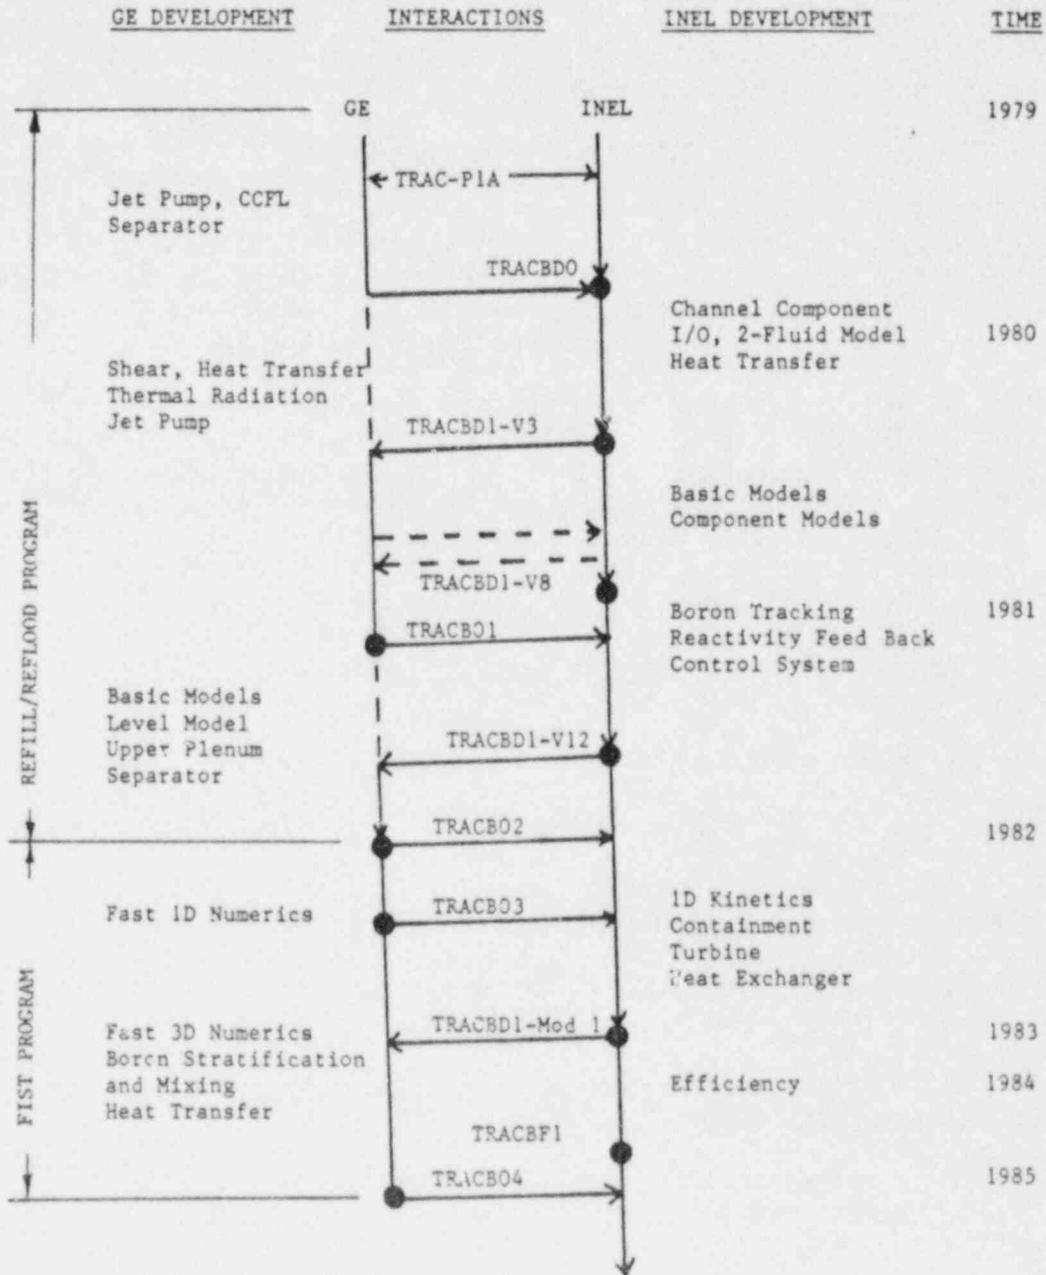 GE DEVELOPMENT INTERACTIONS INEL DEVELOPMENT TIME
GE INEL 1979
TRAC-P1A
Jet Pump, CCFL
Separator
TRACBD0
Channel Component
I/O, 2-Fluid Model 1980
Heat Transfer
Shear, Heat Transfer
Thermal Radiation
Jet Pump
TRACBD1-V3
Basic Models
Component Models
TRACBD1-V8
Boron Tracking 1981
TRACB01 Reactivity Feed Back
Control System
REFILL/REFLOOD PROGRAM
Basic Models
Level Model
Upper Plenum
Separator
TRACBD1-V12
TRACB02 1982
Fast 1D Numerics
TRACB03
1D Kinetics
Containment
Turbine
Heat Exchanger
FIST PROGRAM
TRACBD1-Mod 1 1983
Fast 3D Numerics
Boron Stratification
and Mixing
Heat Transfer
Efficiency 1984
TRACBF1
TRACB04 1985